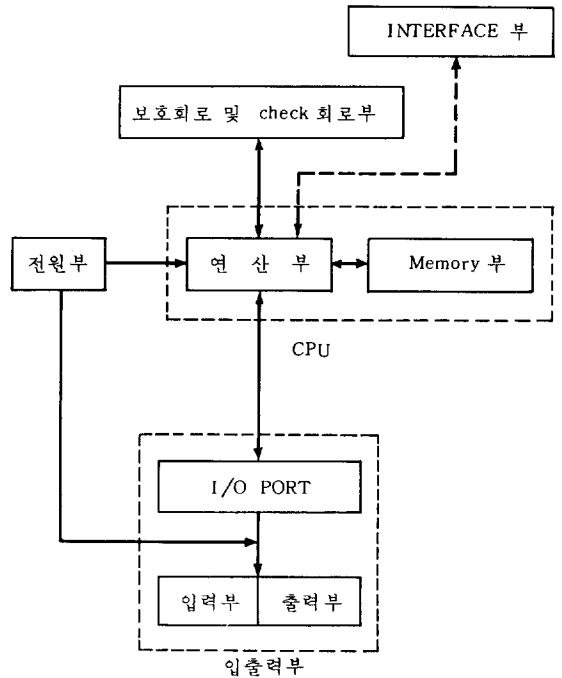 INTERFACE 부
보호회로 및 check 회로부
전원부
연 산 부
Memory 부
CPU
I/O PORT
입력부
출력부
입출력부